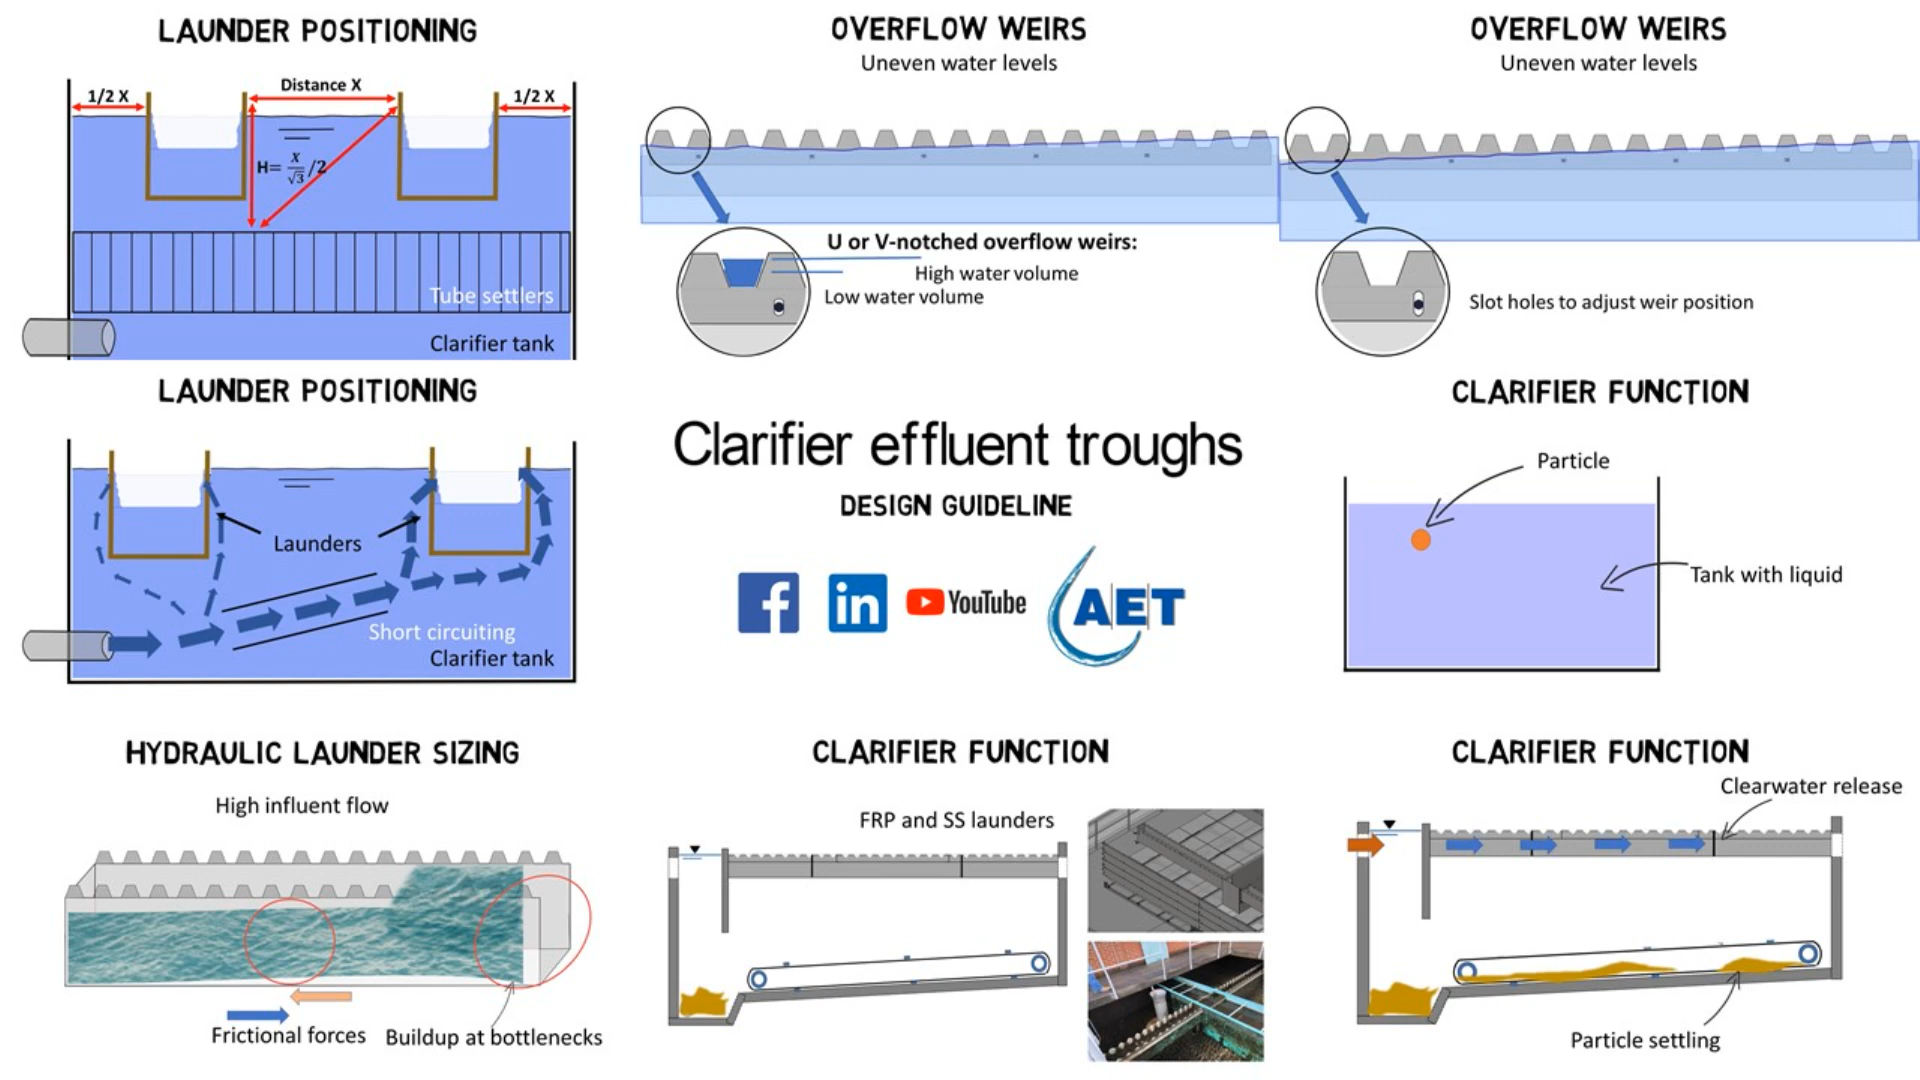 LAUNDER POSITIONING
1/2 X
Distance X
1/2 X
H= X/√3 /2
Tube settlers
Clarifier tank
OVERFLOW WEIRS
Uneven water levels
U or V-notched overflow weirs:
High water volume
Low water volume
OVERFLOW WEIRS
Uneven water levels
Slot holes to adjust weir position
LAUNDER POSITIONING
Launders
Short circuiting
Clarifier tank
Clarifier effluent troughs
DESIGN GUIDELINE
f
in
YouTube
AET
CLARIFIER FUNCTION
Particle
Tank with liquid
HYDRAULIC LAUNDER SIZING
High influent flow
Frictional forces
Buildup at bottlenecks
CLARIFIER FUNCTION
FRP and SS launders
CLARIFIER FUNCTION
Clearwater release
Particle settling